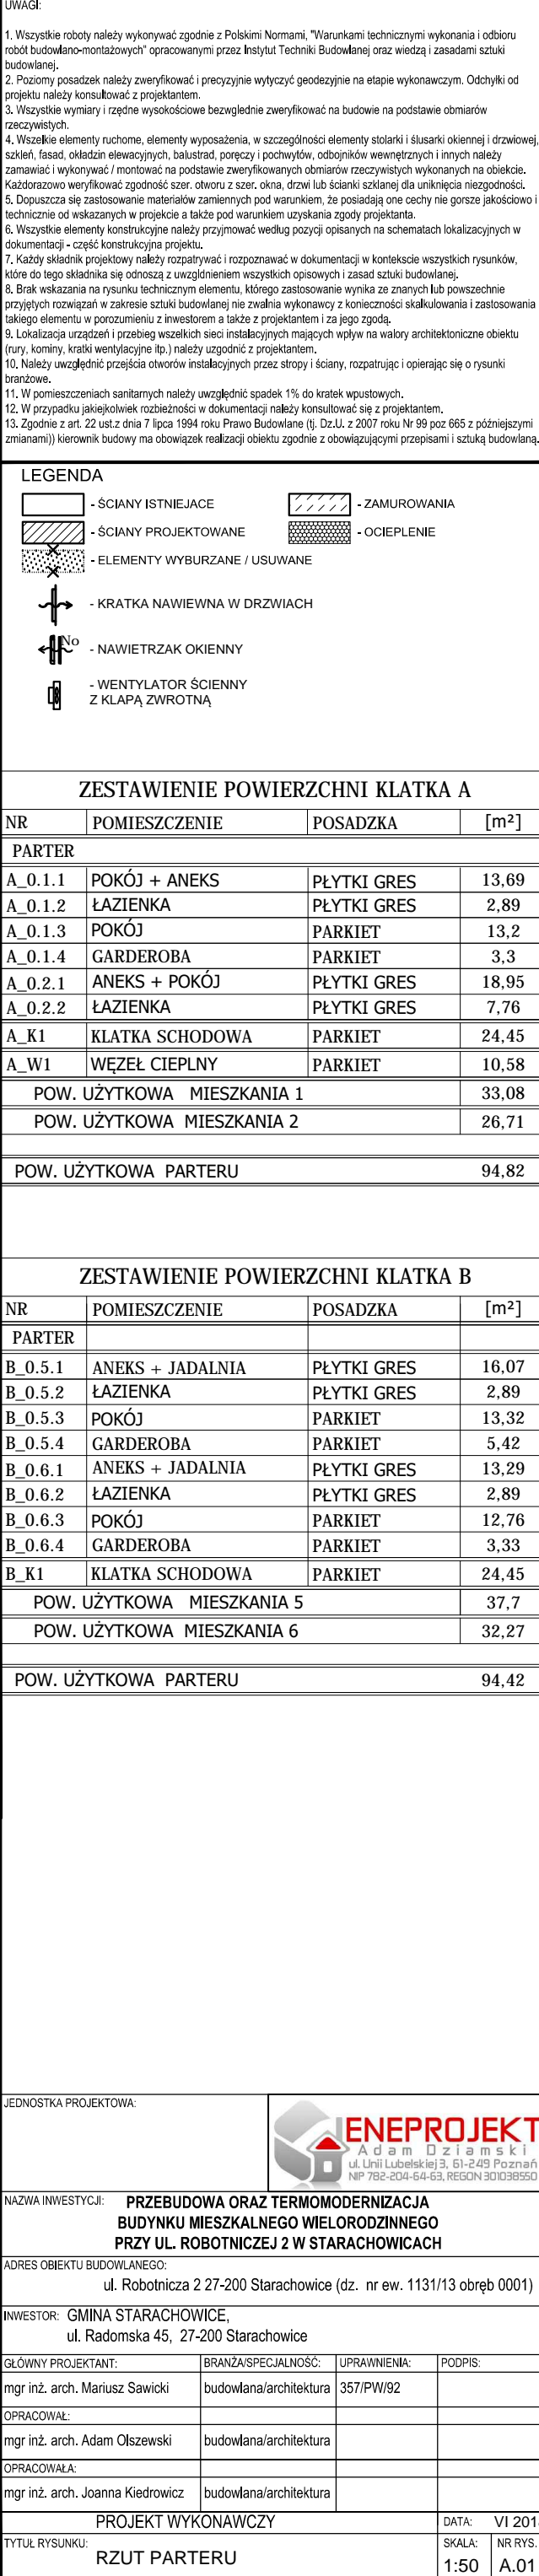 UWAGI:
1. Wszystkie roboty należy wykonywać zgodnie z Polskimi Normami, "Warunkami technicznymi wykonania i odbioru
robót budowlano-montażowych" opracowanymi przez Instytut Techniki Budowlanej oraz wiedzą i zasadami sztuki
budowlanej.
2. Poziomy posadzek należy zweryfikować i precyzyjnie wytyczyć geodezyjnie na etapie wykonawczym. Odchyłki od
projektu należy konsultować z projektantem.
3. Wszystkie wymiary i rzędne wysokościowe bezwglednie zweryfikować na budowie na podstawie obmiarów
rzeczywistych.
4. Wszelkie elementy ruchome, elementy wyposażenia, w szczególności elementy stolarki i ślusarki okiennej i drzwiowej,
szkleń, fasad, okładzin elewacyjnych, balustrad, poręczy i pochwytów, odbojników wewnętrznych i innych należy
zamawiać i wykonywać / montować na podstawie zweryfikowanych obmiarów rzeczywistych wykonanych na obiekcie.
Każdorazowo weryfikować zgodność szer. otworu z szer. okna, drzwi lub ścianki szklanej dla uniknięcia niezgodności.
5. Dopuszcza się zastosowanie materiałów zamiennych pod warunkiem, że posiadają one cechy nie gorsze jakościowo i
technicznie od wskazanych w projekcie a także pod warunkiem uzyskania zgody projektanta.
6. Wszystkie elementy konstrukcyjne należy przyjmować według pozycji opisanych na schematach lokalizacyjnych w
dokumentacji - część konstrukcyjna projektu.
7. Każdy składnik projektowy należy rozpatrywać i rozpoznawać w dokumentacji w kontekscie wszystkich rysunków,
które do tego składnika się odnoszą z uwzgldnieniem wszystkich opisowych i zasad sztuki budowlanej.
8. Brak wskazania na rysunku technicznym elementu, którego zastosowanie wynika ze znanych lub powszechnie
przyjętych rozwiązań w zakresie sztuki budowlanej nie zwalnia wykonawcy z konieczności skalkulowania i zastosowania
takiego elementu w porozumieniu z inwestorem a także z projektantem i za jego zgodą.
9. Lokalizacja urządzeń i przebieg wszelkich sieci instalacyjnych mających wpływ na walory architektoniczne obiektu
(rury, kominy, kratki wentylacyjne itp.) należy uzgodnić z projektantem.
10. Należy uwzględnić przejścia otworów instalacyjnych przez stropy i ściany, rozpatrując i opierając się o rysunki
branżowe.
11. W pomieszczeniach sanitarnych należy uwzględnić spadek 1% do kratek wpustowych.
12. W przypadku jakiejkolwiek rozbieżności w dokumentacji należy konsultować się z projektantem.
13. Zgodnie z art. 22 ust.z dnia 7 lipca 1994 roku Prawo Budowlane (tj. Dz.U. z 2007 roku Nr 99 poz 665 z późniejszymi
zmianami)) kierownik budowy ma obowiązek realizacji obiektu zgodnie z obowiązującymi przepisami i sztuką budowlaną.
LEGENDA
- ŚCIANY ISTNIEJACE - ZAMUROWANIA
- ŚCIANY PROJEKTOWANE - OCIEPLENIE
- ELEMENTY WYBURZANE / USUWANE
- KRATKA NAWIEWNA W DRZWIACH
No - NAWIETRZAK OKIENNY
- WENTYLATOR ŚCIENNY
Z KLAPĄ ZWROTNĄ
ZESTAWIENIE POWIERZCHNI KLATKA A
NR POMIESZCZENIE POSADZKA [m²]
PARTER
A_0.1.1 POKÓJ + ANEKS PŁYTKI GRES 13,69
A_0.1.2 ŁAZIENKA PŁYTKI GRES 2,89
A_0.1.3 POKÓJ PARKIET 13,2
A_0.1.4 GARDEROBA PARKIET 3,3
A_0.2.1 ANEKS + POKÓJ PŁYTKI GRES 18,95
A_0.2.2 ŁAZIENKA PŁYTKI GRES 7,76
A_K1 KLATKA SCHODOWA PARKIET 24,45
A_W1 WĘZEŁ CIEPLNY PARKIET 10,58
POW. UŻYTKOWA MIESZKANIA 1 33,08
POW. UŻYTKOWA MIESZKANIA 2 26,71
POW. UŻYTKOWA PARTERU 94,82
ZESTAWIENIE POWIERZCHNI KLATKA B
NR POMIESZCZENIE POSADZKA [m²]
PARTER
B_0.5.1 ANEKS + JADALNIA PŁYTKI GRES 16,07
B_0.5.2 ŁAZIENKA PŁYTKI GRES 2,89
B_0.5.3 POKÓJ PARKIET 13,32
B_0.5.4 GARDEROBA PARKIET 5,42
B_0.6.1 ANEKS + JADALNIA PŁYTKI GRES 13,29
B_0.6.2 ŁAZIENKA PŁYTKI GRES 2,89
B_0.6.3 POKÓJ PARKIET 12,76
B_0.6.4 GARDEROBA PARKIET 3,33
B_K1 KLATKA SCHODOWA PARKIET 24,45
POW. UŻYTKOWA MIESZKANIA 5 37,7
POW. UŻYTKOWA MIESZKANIA 6 32,27
POW. UŻYTKOWA PARTERU 94,42
JEDNOSTKA PROJEKTOWA:
ENEPROJEKT
Adam Dziamski
ul. Unii Lubelskiej 3, 61-249 Poznań
NIP 782-204-64-63, REGON 301038550
NAZWA INWESTYCJI: PRZEBUDOWA ORAZ TERMOMODERNIZACJA
BUDYNKU MIESZKALNEGO WIELORODZINNEGO
PRZY UL. ROBOTNICZEJ 2 W STARACHOWICACH
ADRES OBIEKTU BUDOWLANEGO:
ul. Robotnicza 2 27-200 Starachowice (dz. nr ew. 1131/13 obręb 0001)
INWESTOR: GMINA STARACHOWICE,
ul. Radomska 45, 27-200 Starachowice
GŁÓWNY PROJEKTANT: BRANŻA/SPECJALNOŚĆ: UPRAWNIENIA: PODPIS:
mgr inż. arch. Mariusz Sawicki budowlana/architektura 357/PW/92
OPRACOWAŁ:
mgr inż. arch. Adam Olszewski budowlana/architektura
OPRACOWAŁA:
mgr inż. arch. Joanna Kiedrowicz budowlana/architektura
PROJEKT WYKONAWCZY DATA: VI 201
TYTUŁ RYSUNKU: SKALA: NR RYS.
RZUT PARTERU 1:50 A.01